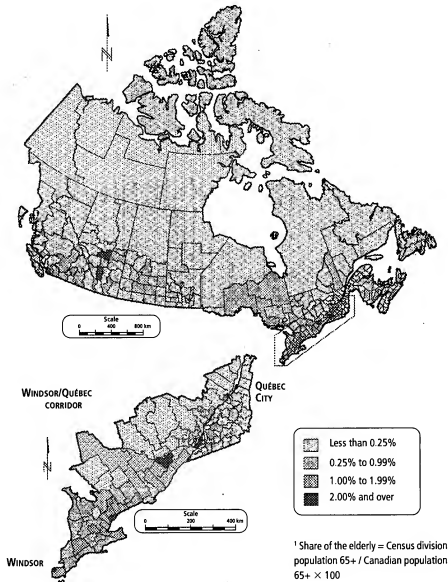 N
Scale
0 400 800 km
WINDSOR/QUÉBEC
CORRIDOR
QUÉBEC
CITY
N
Scale
0 200 400 km
WINDSOR
Less than 0.25%
0.25% to 0.99%
1.00% to 1.99%
2.00% and over
¹ Share of the elderly = Census division
population 65+ / Canadian population
65+ × 100